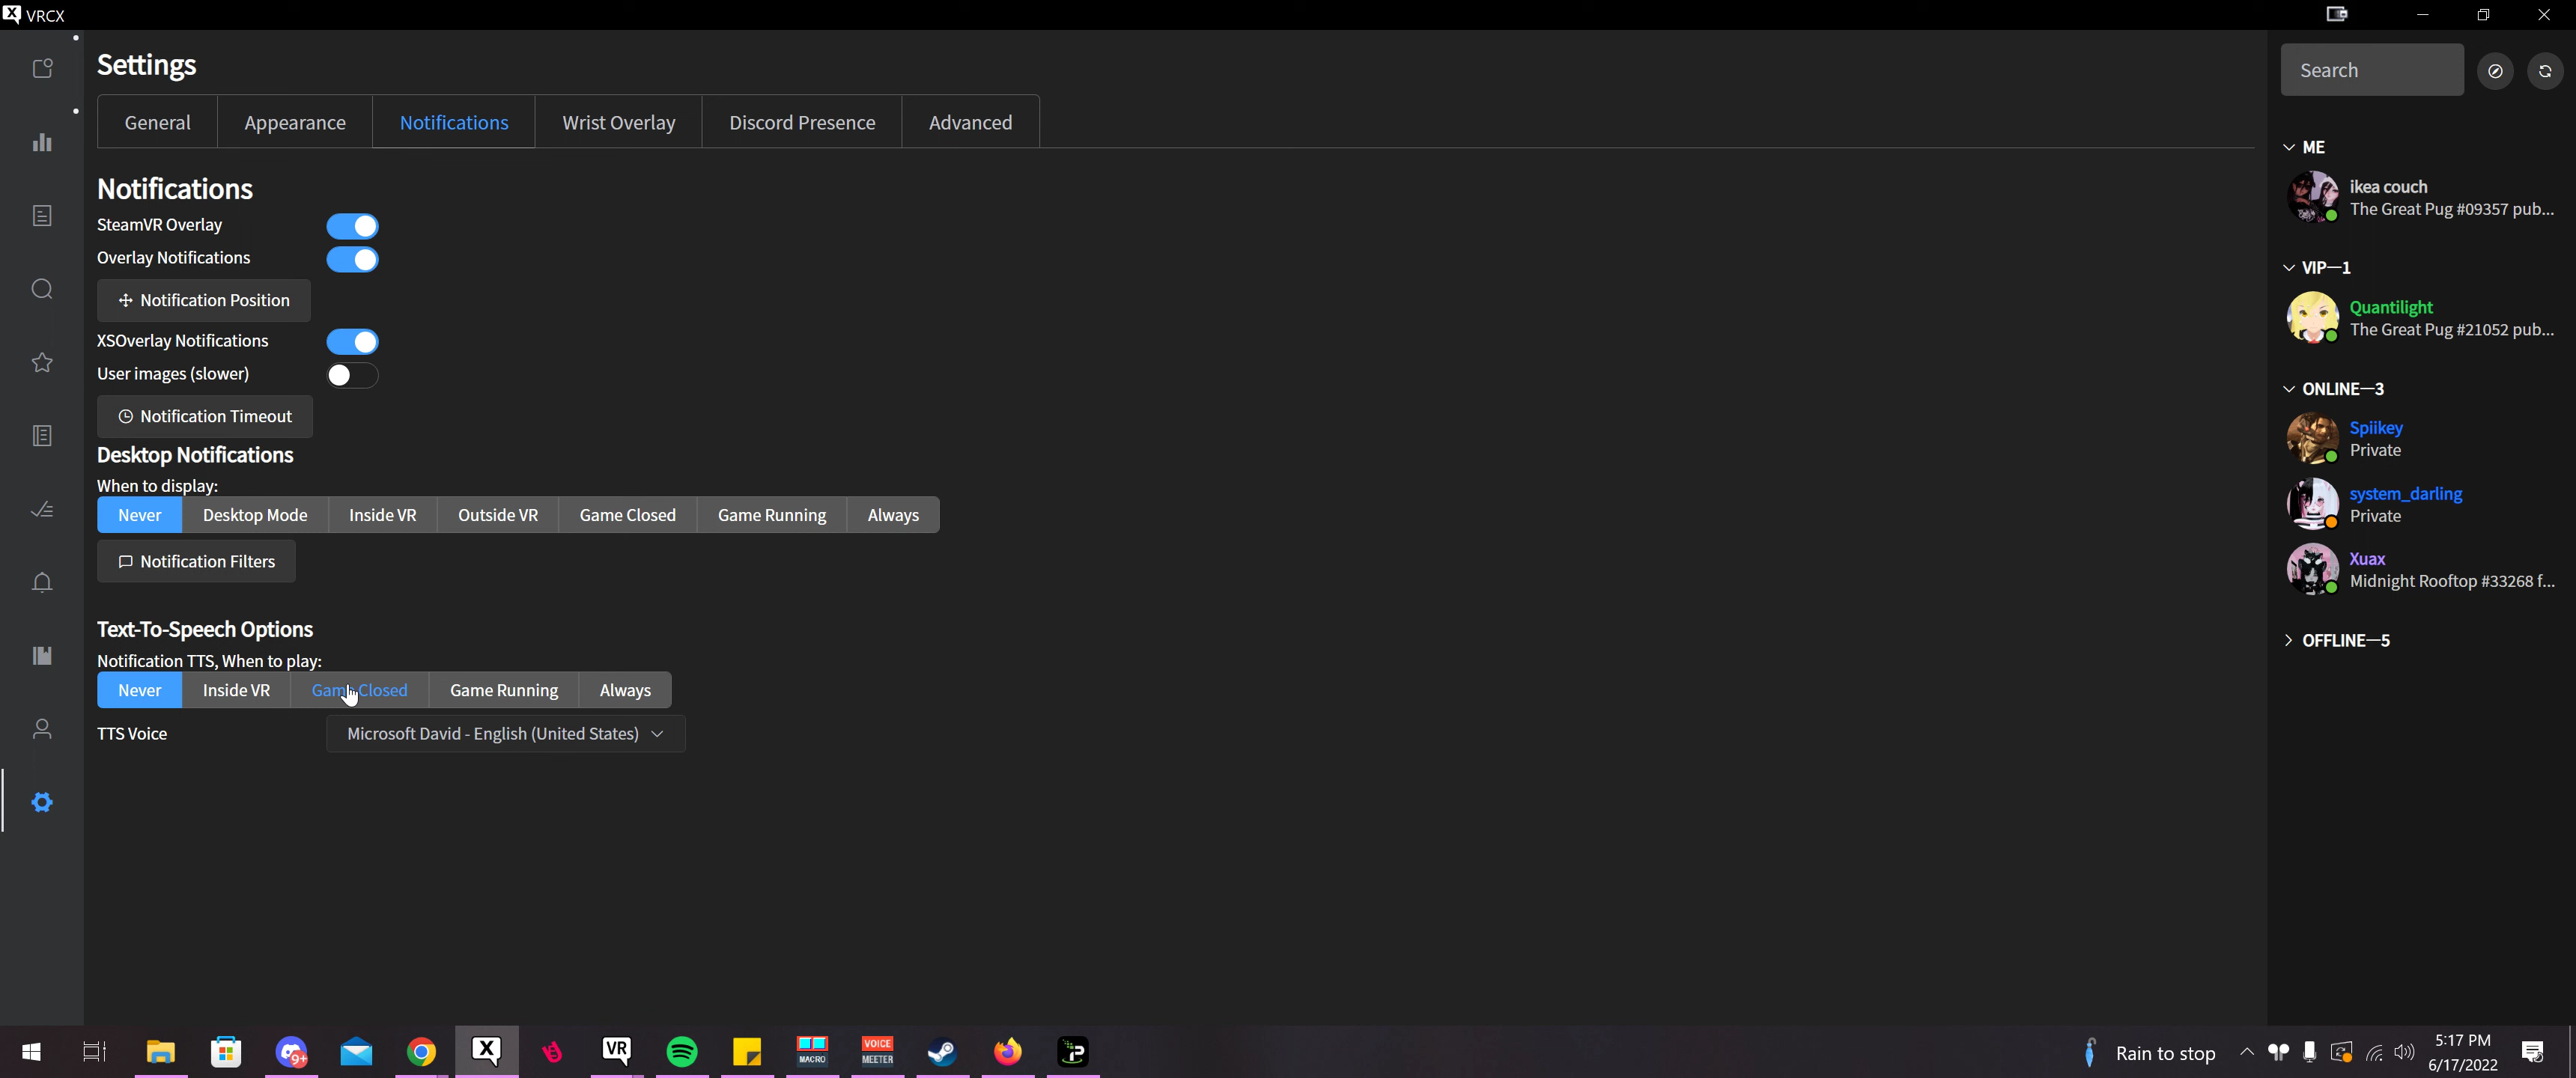 VRCX
Settings
General Appearance Notifications Wrist Overlay Discord Presence Advanced
Notifications
SteamVR Overlay
Overlay Notifications
Notification Position
XSOverlay Notifications
User images (slower)
Notification Timeout
Desktop Notifications
When to display:
Never Desktop Mode Inside VR Outside VR Game Closed Game Running Always
Notification Filters
Text-To-Speech Options
Notification TTS, When to play:
Never Inside VR Game Closed Game Running Always
TTS Voice Microsoft David - English (United States)
Search
ME
ikea couch
The Great Pug #09357 pub...
VIP—1
Quantilight
The Great Pug #21052 pub...
ONLINE—3
Spiikey
Private
system_darling
Private
Xuax
Midnight Rooftop #33268 f...
OFFLINE—5
9+ X VR MACRO VOICE MEETER
Rain to stop
5:17 PM
6/17/2022